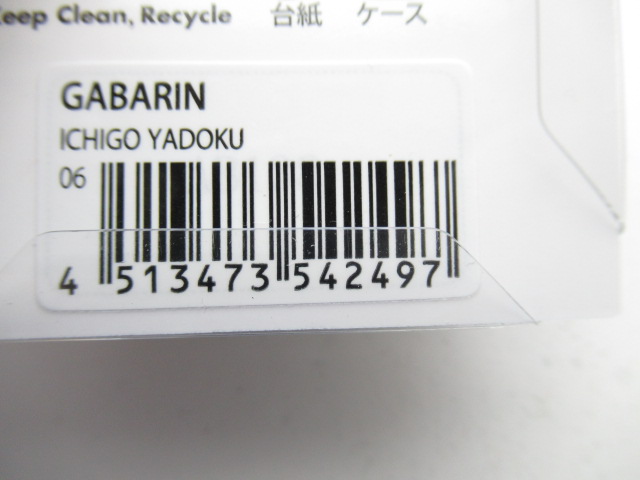 Keep Clean, Recycle 台紙 ケース
GABARIN
ICHIGO YADOKU
06
4 513473 542497